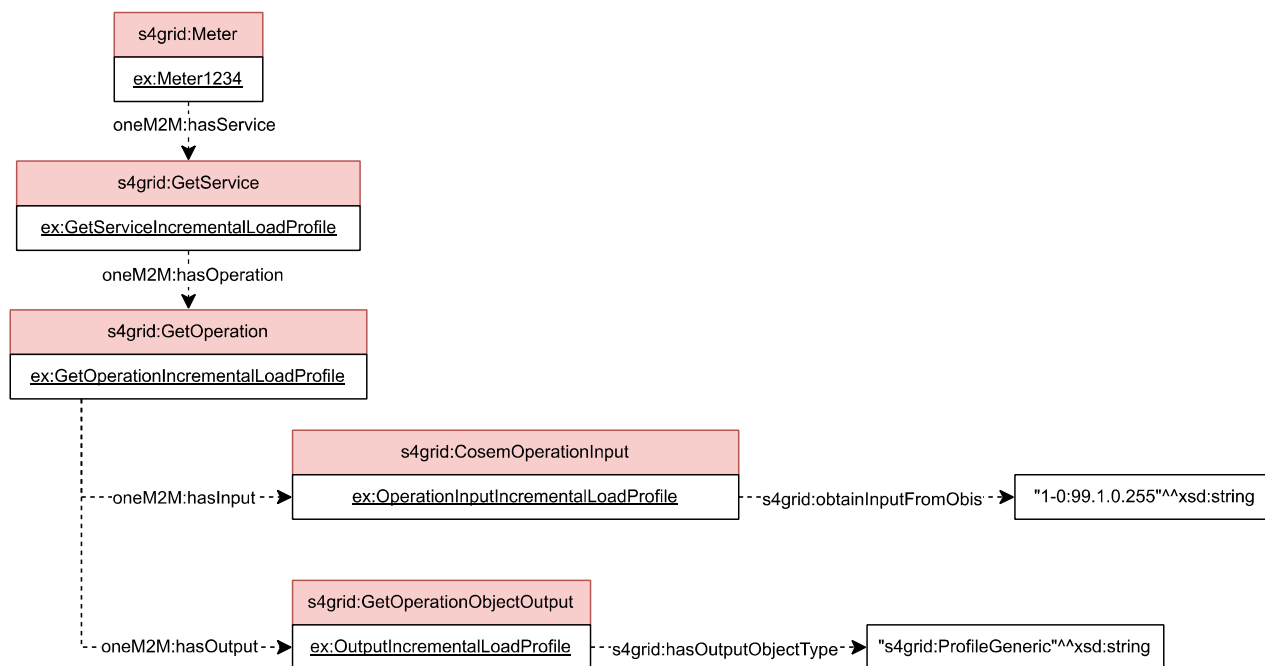 s4grid:Meter
ex:Meter1234
oneM2M:hasService
s4grid:GetService
ex:GetServiceIncrementalLoadProfile
oneM2M:hasOperation
s4grid:GetOperation
ex:GetOperationIncrementalLoadProfile
s4grid:CosemOperationInput
oneM2M:hasInput
ex:OperationInputIncrementalLoadProfile
s4grid:obtainInputFromObis
"1-0:99.1.0.255"^^xsd:string
s4grid:GetOperationObjectOutput
oneM2M:hasOutput
ex:OutputIncrementalLoadProfile
s4grid:hasOutputObjectType
"s4grid:ProfileGeneric"^^xsd:string